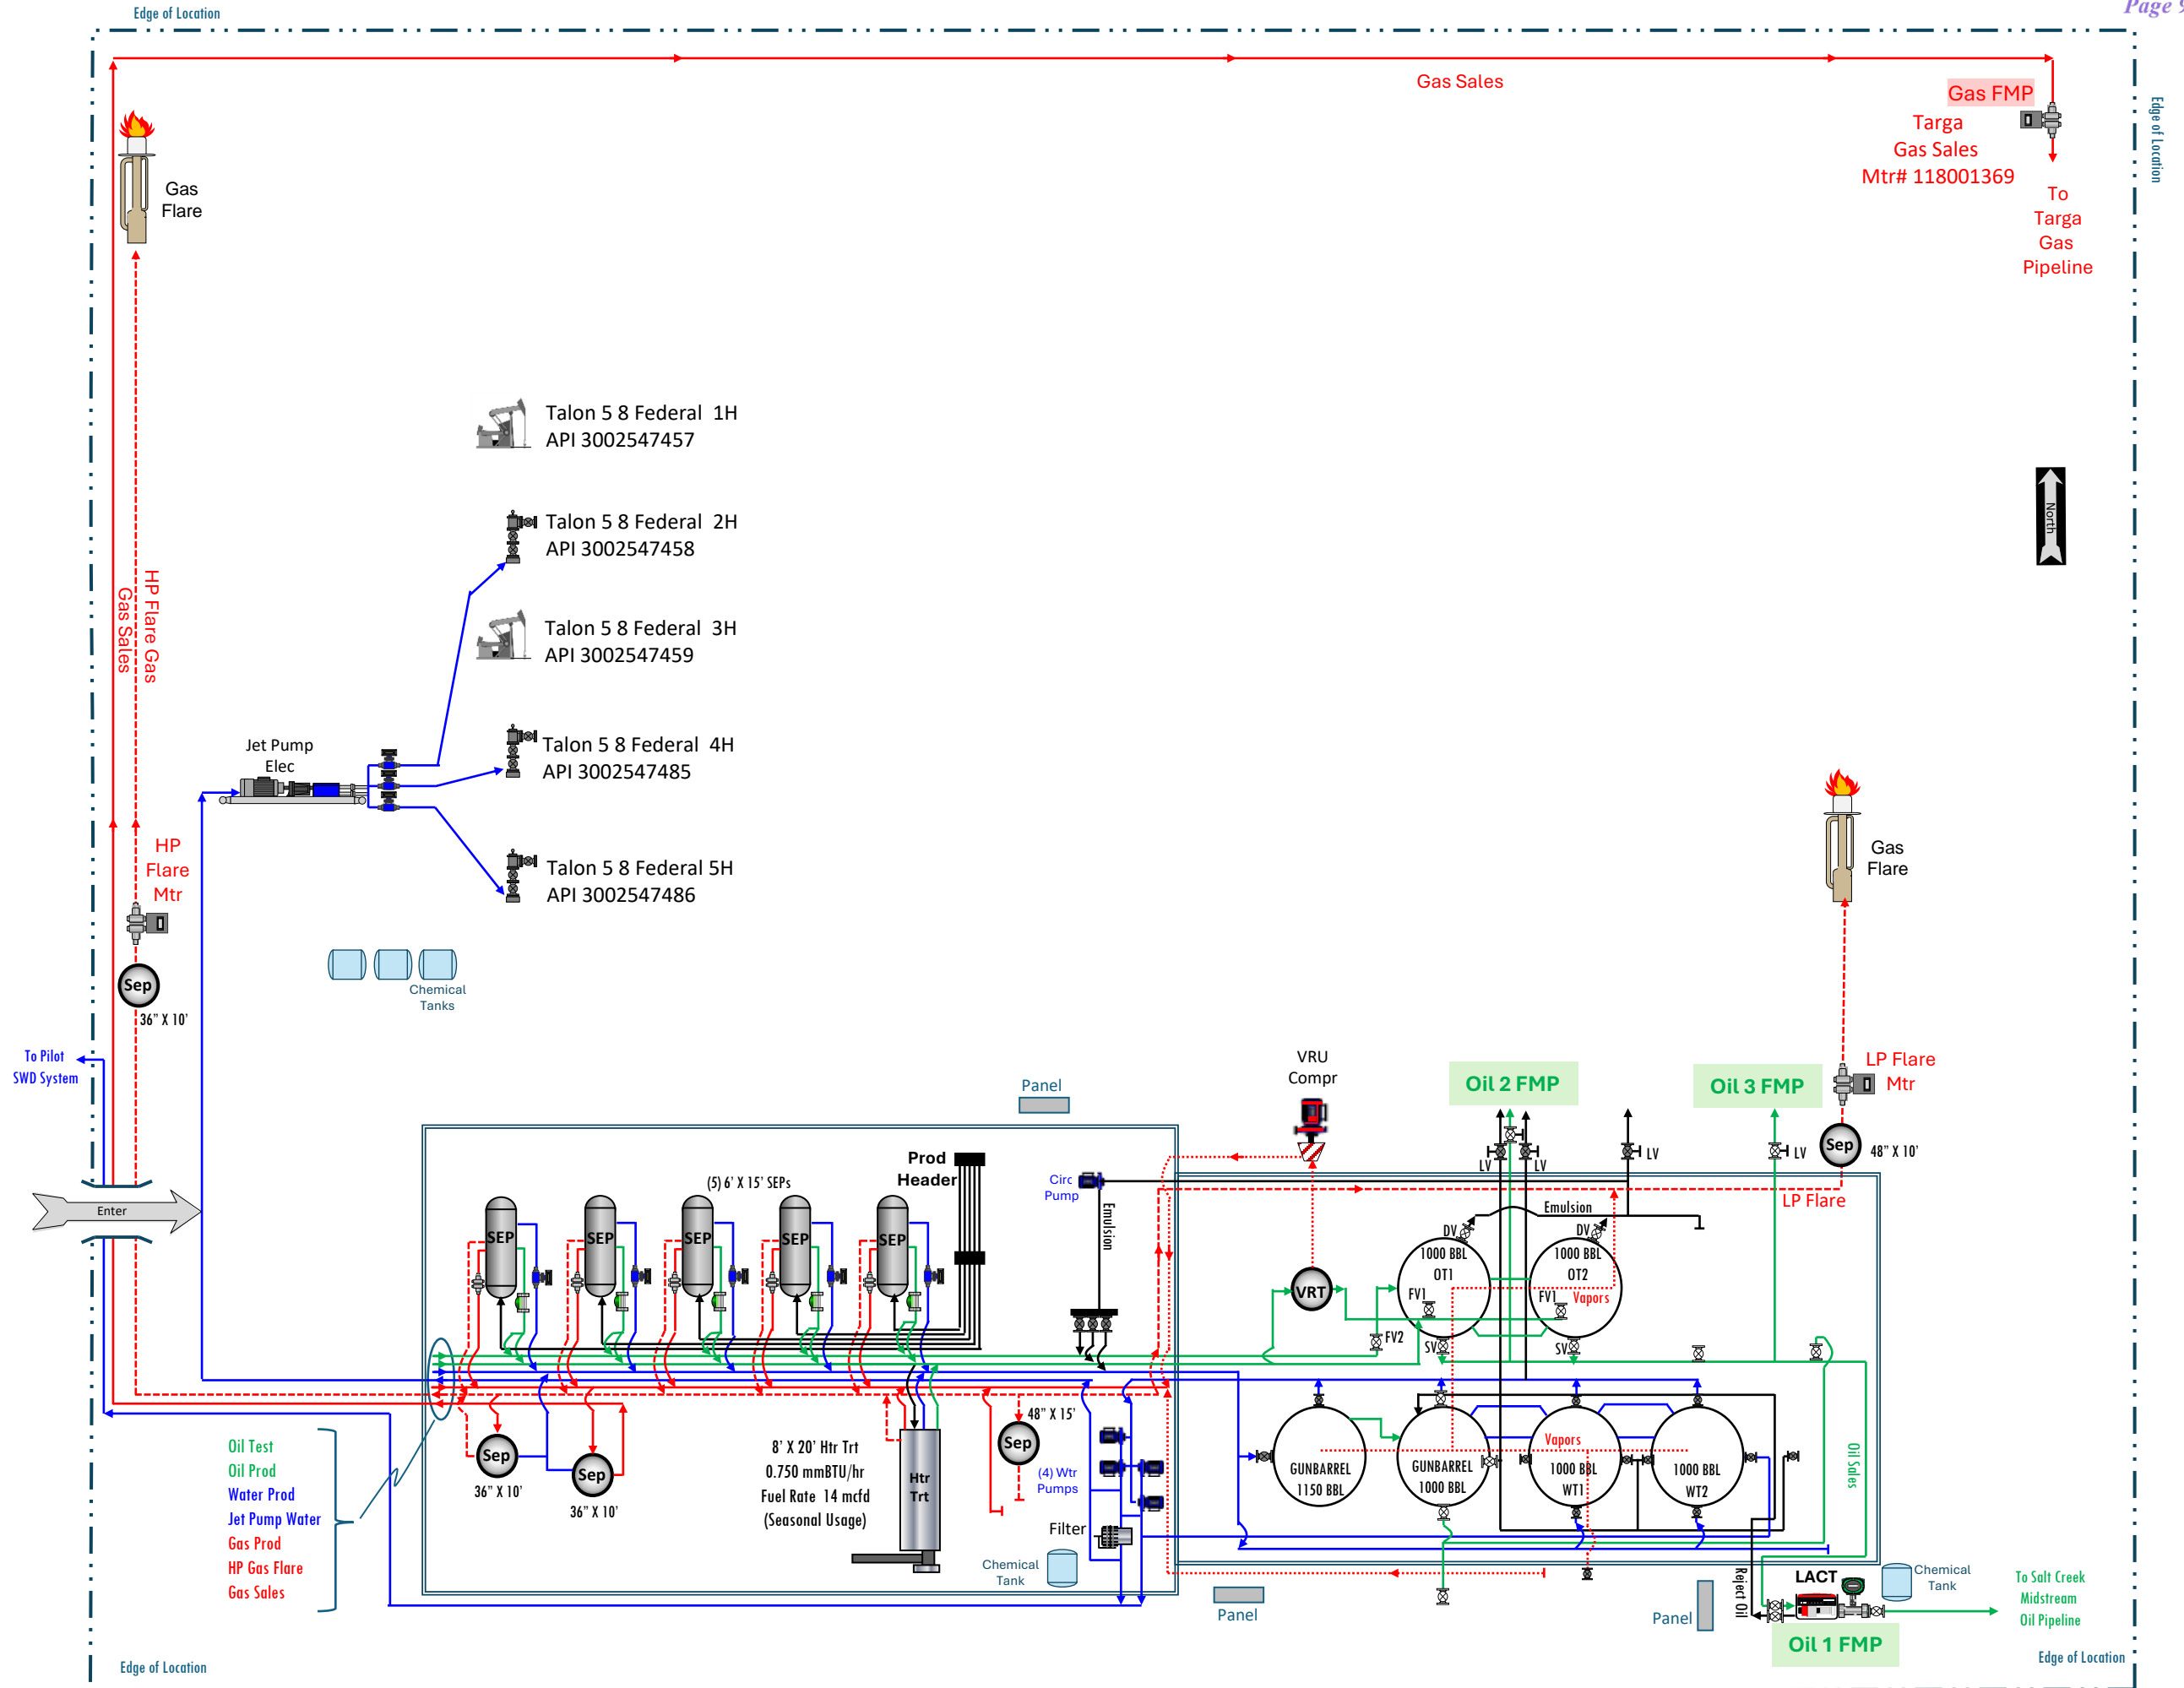 Edge of Location
Page 9
Gas Sales
Gas FMP
Targa
Gas Sales
Mtr# 118001369
To
Targa
Gas
Pipeline
Edge of Location
Gas
Flare
Talon 5 8 Federal 1H
API 3002547457
Talon 5 8 Federal 2H
API 3002547458
Talon 5 8 Federal 3H
API 3002547459
Talon 5 8 Federal 4H
API 3002547485
Talon 5 8 Federal 5H
API 3002547486
North
HP Flare Gas
Gas Sales
Jet Pump
Elec
HP
Flare
Mtr
Sep
36" X 10'
Chemical
Tanks
Gas
Flare
To Pilot
SWD System
Enter
Panel
VRU
Compr
Oil 2 FMP
Oil 3 FMP
LP Flare
Mtr
Sep
48" X 10'
LP Flare
LV
LV
LV
LV
Prod
Header
(5) 6' X 15' SEPs
SEP
SEP
SEP
SEP
SEP
Circ
Pump
Emulsion
Emulsion
DV
DV
1000 BBL
OT1
1000 BBL
OT2
FV1
FV1
Vapors
VRT
FV2
SV
SV
Oil Test
Oil Prod
Water Prod
Jet Pump Water
Gas Prod
HP Gas Flare
Gas Sales
Sep
36" X 10'
Sep
36" X 10'
8' X 20' Htr Trt
0.750 mmBTU/hr
Fuel Rate 14 mcfd
(Seasonal Usage)
Htr
Trt
48" X 15'
Sep
(4) Wtr
Pumps
Filter
Chemical
Tank
GUNBARREL
1150 BBL
GUNBARREL
1000 BBL
Vapors
1000 BBL
WT1
1000 BBL
WT2
Oil Sales
Panel
Panel
Reject Oil
LACT
Chemical
Tank
To Salt Creek
Midstream
Oil Pipeline
Oil 1 FMP
Edge of Location
Edge of Location